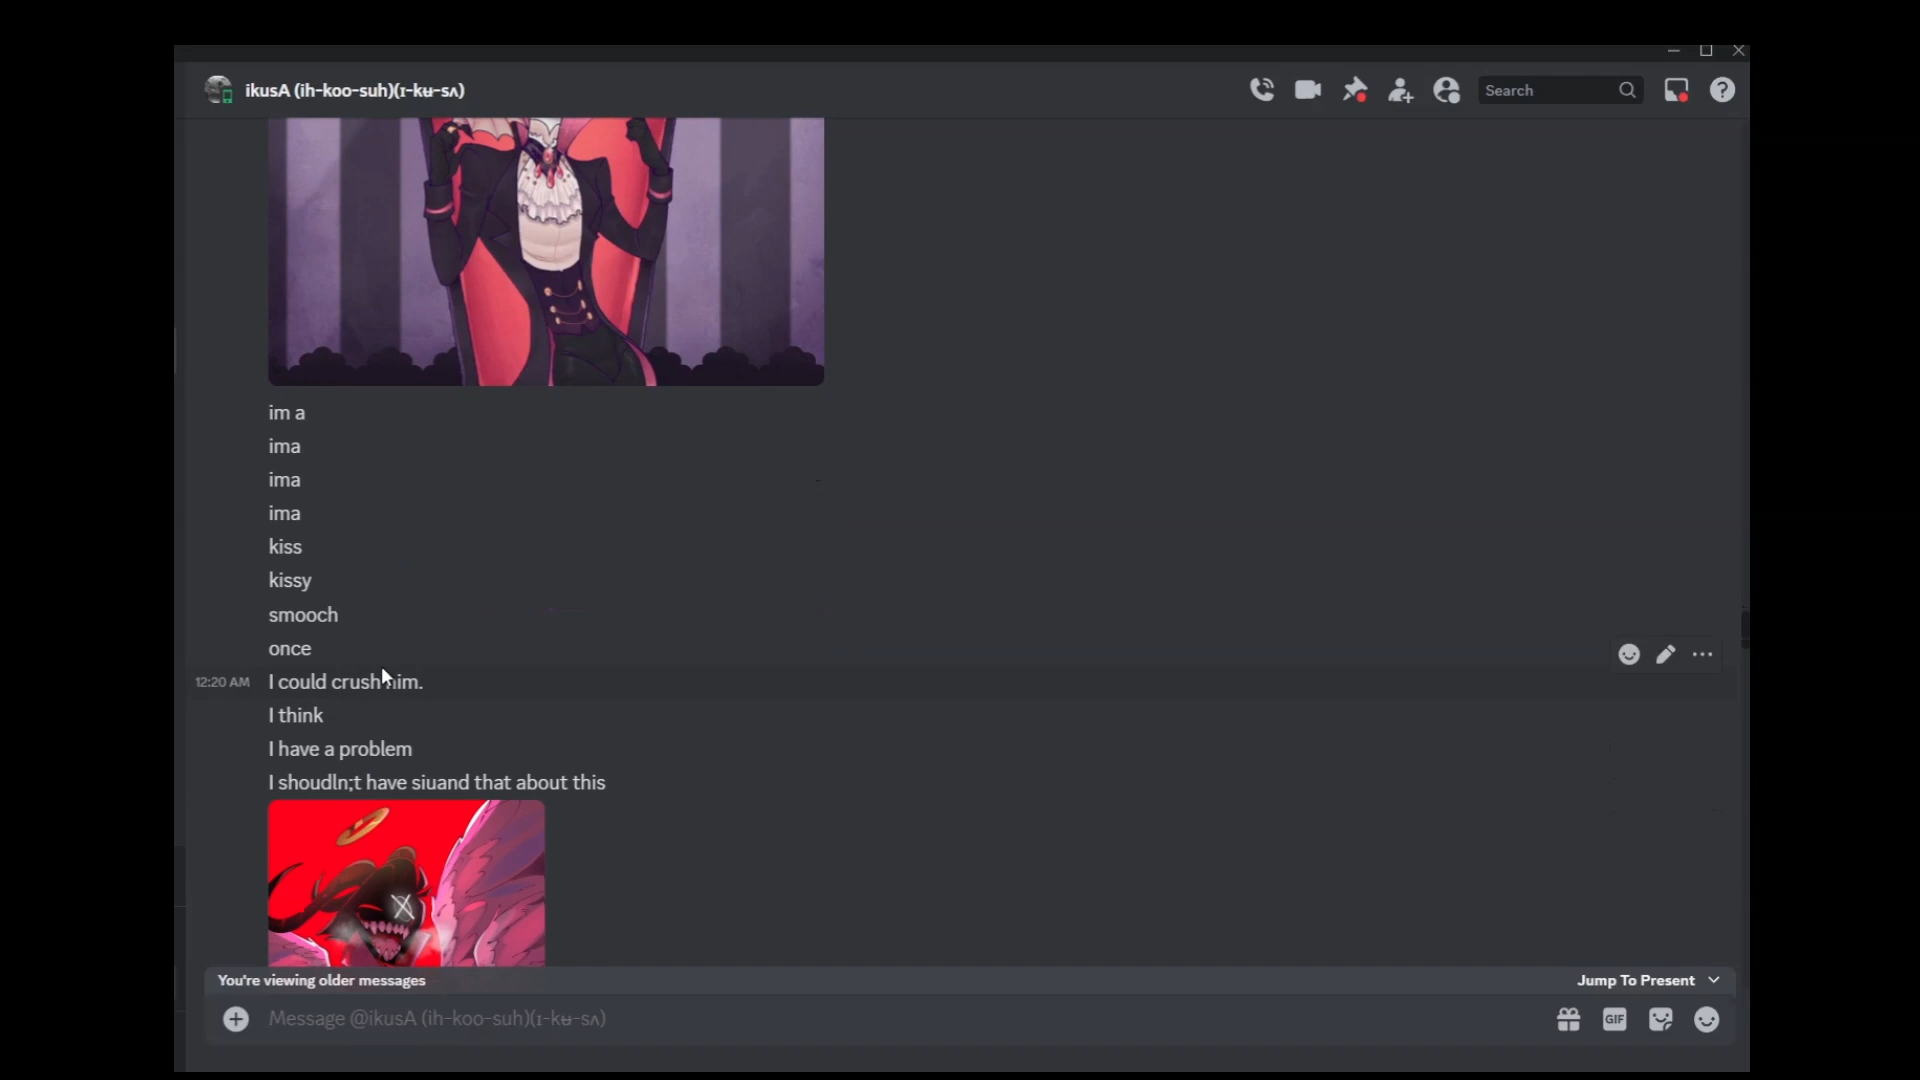 ikusA (ih-koo-suh)(ɪ-kʉ-sʌ)
Search
im a
ima
ima
ima
kiss
kissy
smooch
once
12:20 AM I could crush him.
I think
I have a problem
I shoudln;t have siuand that about this
You're viewing older messages Jump To Present
Message @ikusA (ih-koo-suh)(ɪ-kʉ-sʌ)
GIF